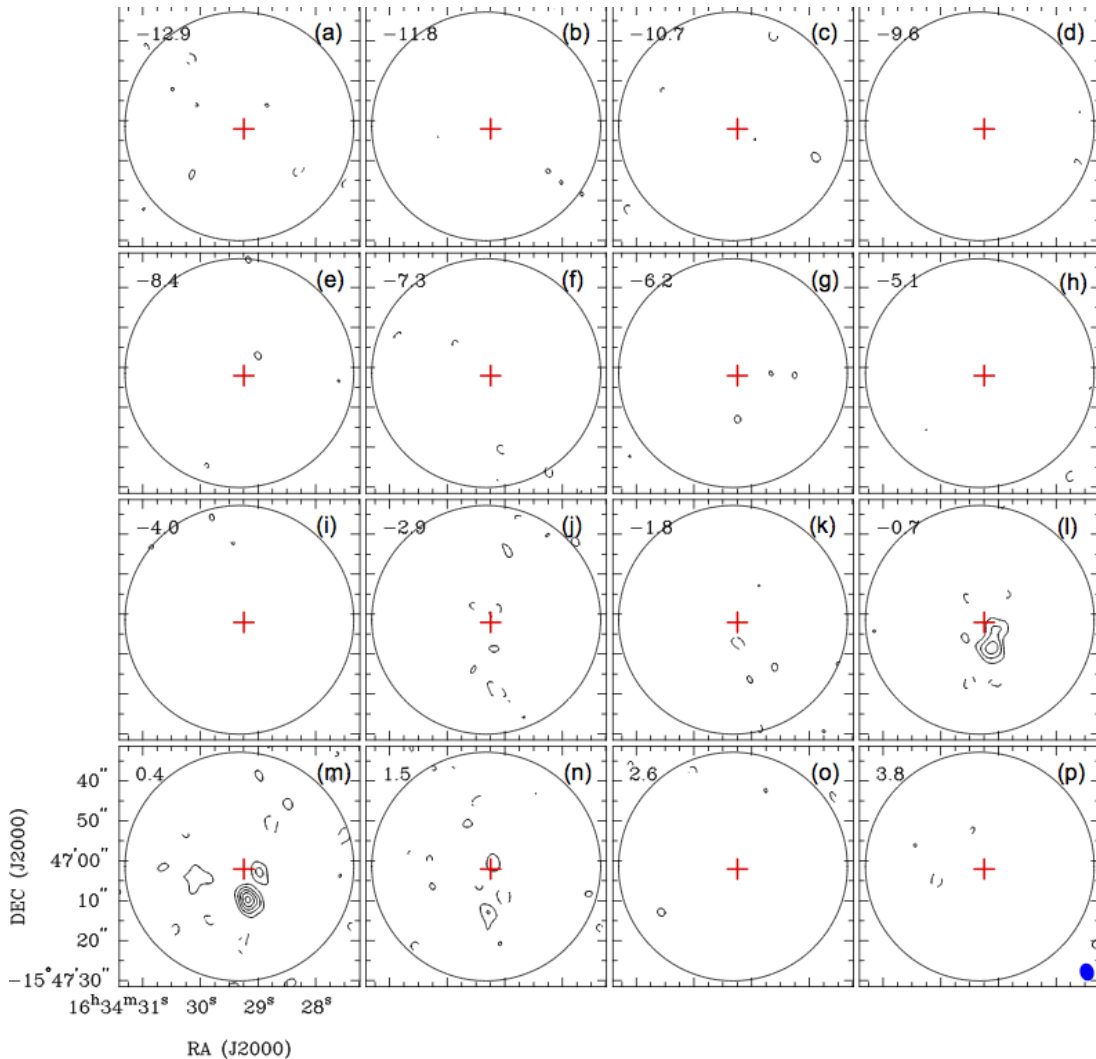 −12.9 (a) −11.8 (b) −10.7 (c) −9.6 (d)
−8.4 (e) −7.3 (f) −6.2 (g) −5.1 (h)
−4.0 (i) −2.9 (j) −1.8 (k) −0.7 (l)
0.4 (m) 1.5 (n) 2.6 (o) 3.8 (p)
40"
50"
47'00"
10"
20"
−15°47'30"
DEC (J2000)
16h34m31s 30s 29s 28s
RA (J2000)